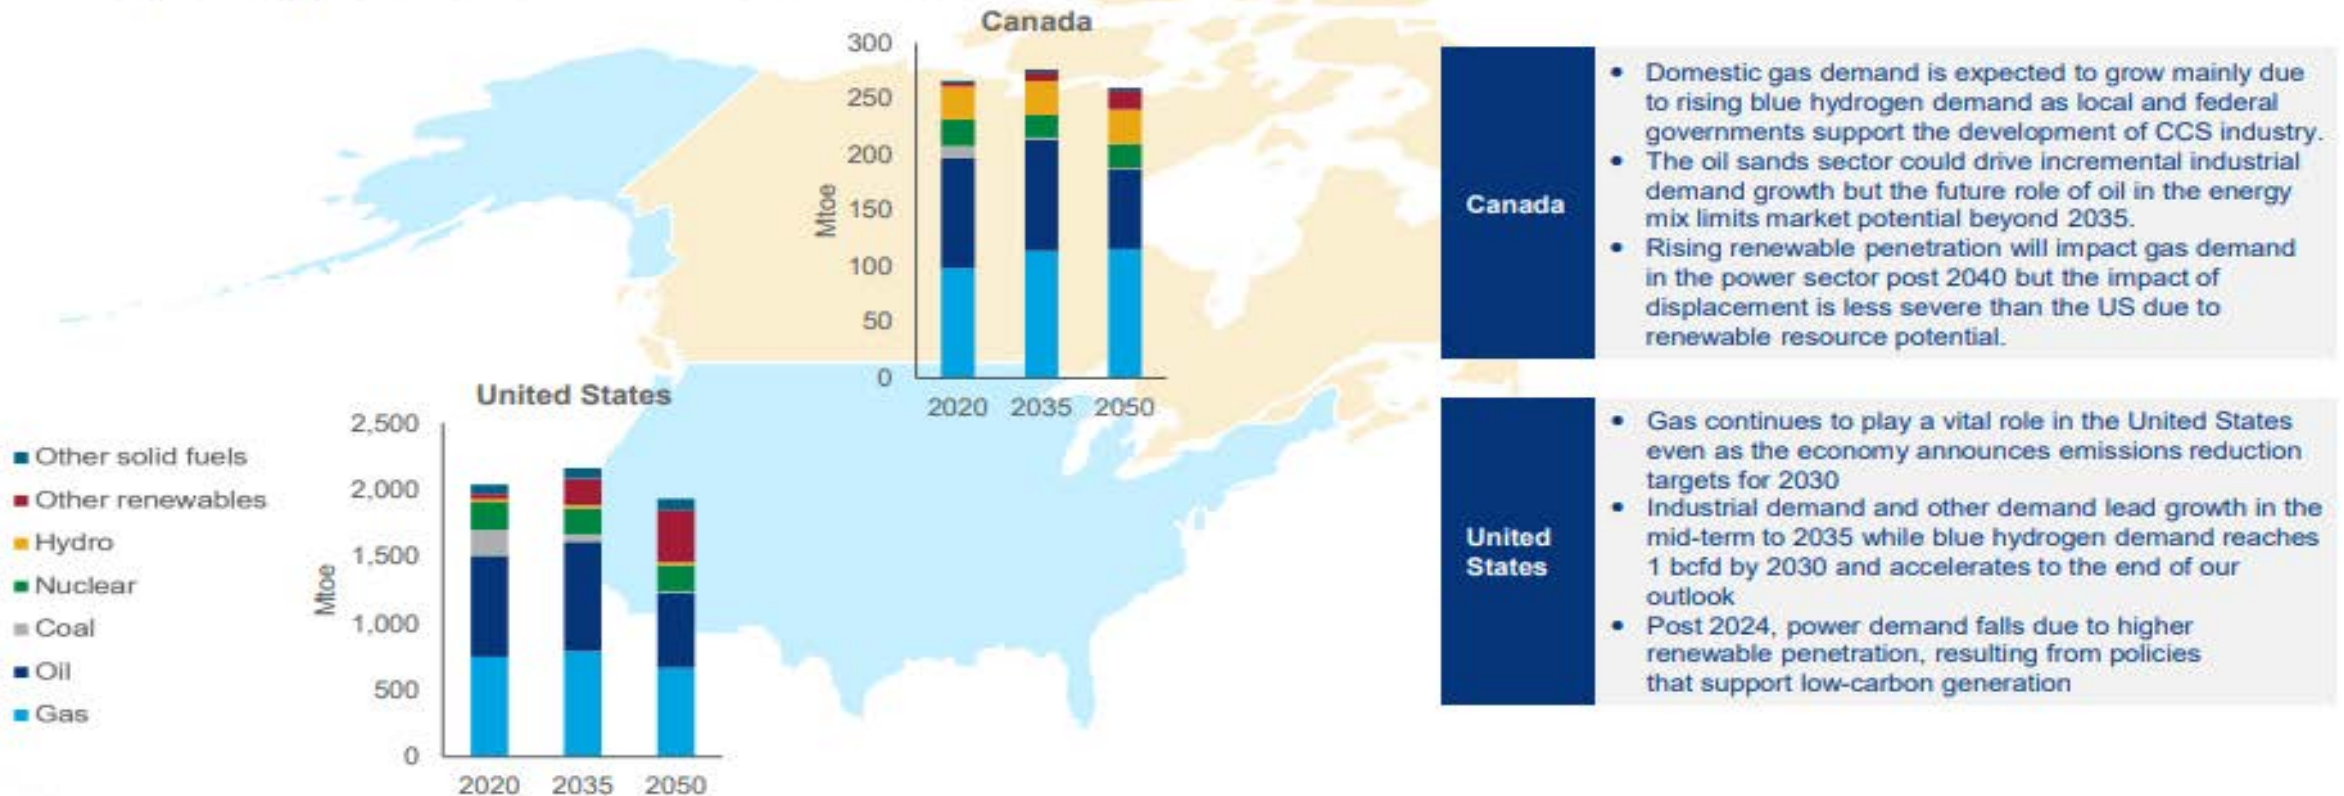 Canada
300
250
200
150
100
50
0
Mtoe
2020 2035 2050
United States
2,500
2,000
1,500
1,000
500
0
Mtoe
2020 2035 2050
Other solid fuels
Other renewables
Hydro
Nuclear
Coal
Oil
Gas
Canada
• Domestic gas demand is expected to grow mainly due
to rising blue hydrogen demand as local and federal
governments support the development of CCS industry.
• The oil sands sector could drive incremental industrial
demand growth but the future role of oil in the energy
mix limits market potential beyond 2035.
• Rising renewable penetration will impact gas demand
in the power sector post 2040 but the impact of
displacement is less severe than the US due to
renewable resource potential.
United
States
• Gas continues to play a vital role in the United States
even as the economy announces emissions reduction
targets for 2030
• Industrial demand and other demand lead growth in the
mid-term to 2035 while blue hydrogen demand reaches
1 bcfd by 2030 and accelerates to the end of our
outlook
• Post 2024, power demand falls due to higher
renewable penetration, resulting from policies
that support low-carbon generation